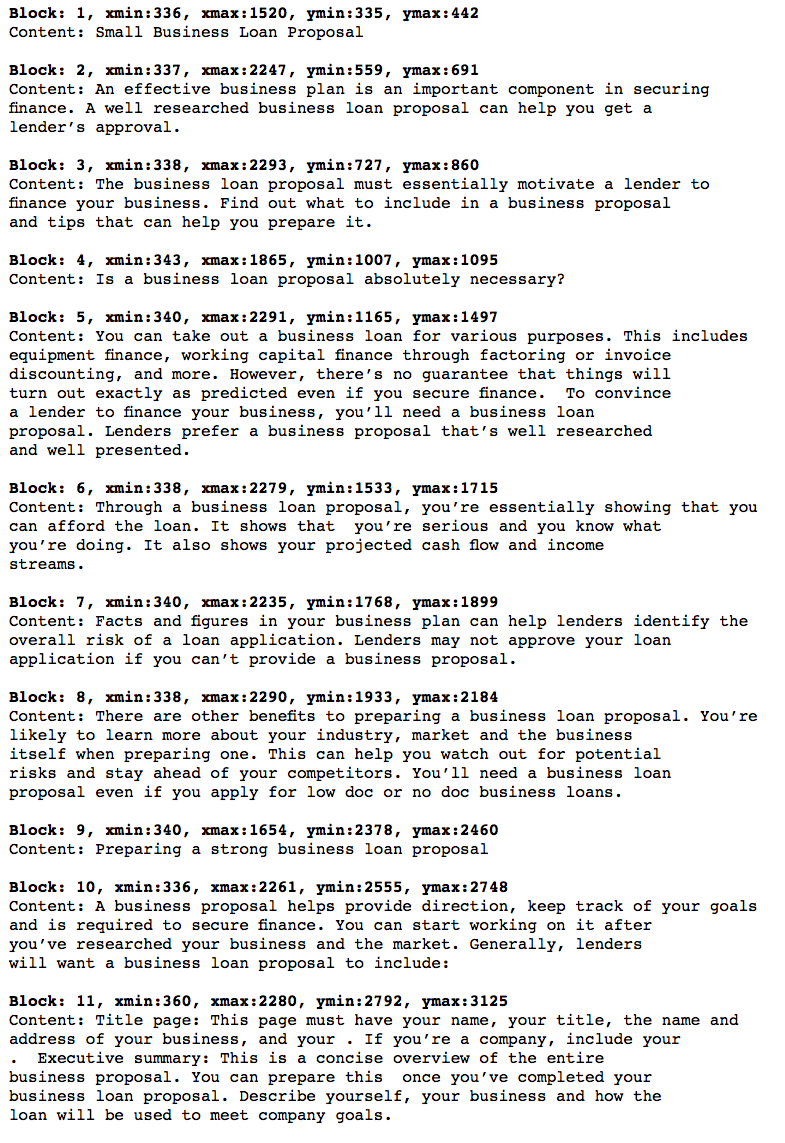 Block: 1, xmin:336, xmax:1520, ymin:335, ymax:442
Content: Small Business Loan Proposal
Block: 2, xmin:337, xmax:2247, ymin:559, ymax:691
Content: An effective business plan is an important component in securing
finance. A well researched business loan proposal can help you get a
lender’s approval.
Block: 3, xmin:338, xmax:2293, ymin:727, ymax:860
Content: The business loan proposal must essentially motivate a lender to
finance your business. Find out what to include in a business proposal
and tips that can help you prepare it.
Block: 4, xmin:343, xmax:1865, ymin:1007, ymax:1095
Content: Is a business loan proposal absolutely necessary?
Block: 5, xmin:340, xmax:2291, ymin:1165, ymax:1497
Content: You can take out a business loan for various purposes. This includes
equipment finance, working capital finance through factoring or invoice
discounting, and more. However, there’s no guarantee that things will
turn out exactly as predicted even if you secure finance.  To convince
a lender to finance your business, you’ll need a business loan
proposal. Lenders prefer a business proposal that’s well researched
and well presented.
Block: 6, xmin:338, xmax:2279, ymin:1533, ymax:1715
Content: Through a business loan proposal, you’re essentially showing that you
can afford the loan. It shows that  you’re serious and you know what
you’re doing. It also shows your projected cash flow and income
streams.
Block: 7, xmin:340, xmax:2235, ymin:1768, ymax:1899
Content: Facts and figures in your business plan can help lenders identify the
overall risk of a loan application. Lenders may not approve your loan
application if you can’t provide a business proposal.
Block: 8, xmin:338, xmax:2290, ymin:1933, ymax:2184
Content: There are other benefits to preparing a business loan proposal. You’re
likely to learn more about your industry, market and the business
itself when preparing one. This can help you watch out for potential
risks and stay ahead of your competitors. You’ll need a business loan
proposal even if you apply for low doc or no doc business loans.
Block: 9, xmin:340, xmax:1654, ymin:2378, ymax:2460
Content: Preparing a strong business loan proposal
Block: 10, xmin:336, xmax:2261, ymin:2555, ymax:2748
Content: A business proposal helps provide direction, keep track of your goals
and is required to secure finance. You can start working on it after
you’ve researched your business and the market. Generally, lenders
will want a business loan proposal to include:
Block: 11, xmin:360, xmax:2280, ymin:2792, ymax:3125
Content: Title page: This page must have your name, your title, the name and
address of your business, and your . If you’re a company, include your
.  Executive summary: This is a concise overview of the entire
business proposal. You can prepare this  once you’ve completed your
business loan proposal. Describe yourself, your business and how the
loan will be used to meet company goals.